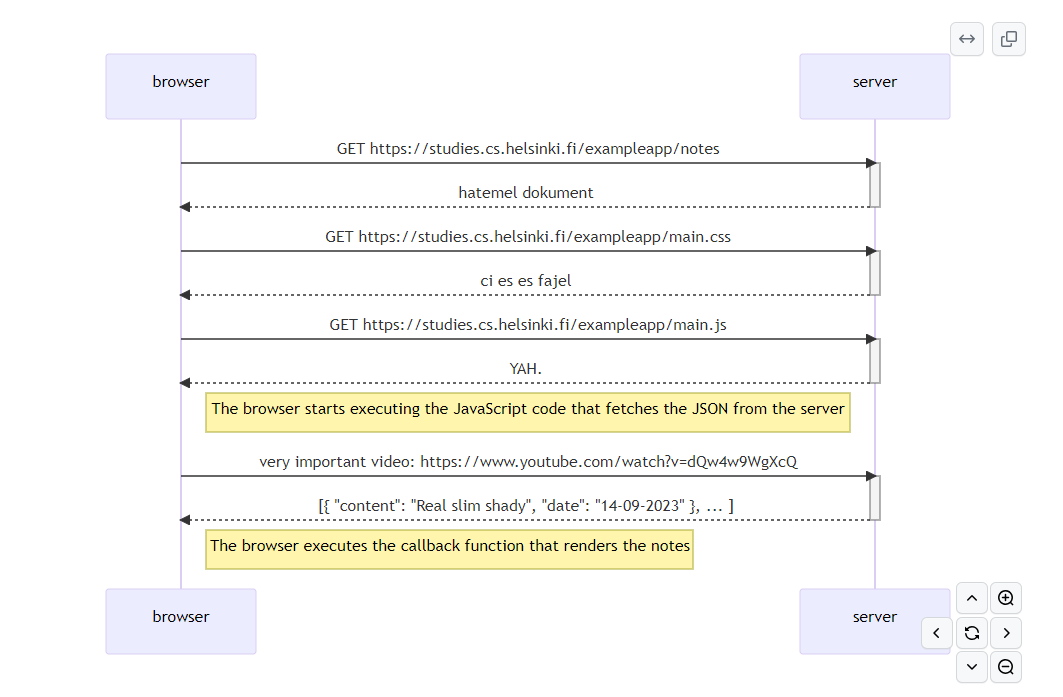 browser
server
GET https://studies.cs.helsinki.fi/exampleapp/notes
hatemel dokument
GET https://studies.cs.helsinki.fi/exampleapp/main.css
ci es es fajel
GET https://studies.cs.helsinki.fi/exampleapp/main.js
YAH.
The browser starts executing the JavaScript code that fetches the JSON from the server
very important video: https://www.youtube.com/watch?v=dQw4w9WgXcQ
[{ "content": "Real slim shady", "date": "14-09-2023" }, ... ]
The browser executes the callback function that renders the notes
browser
server